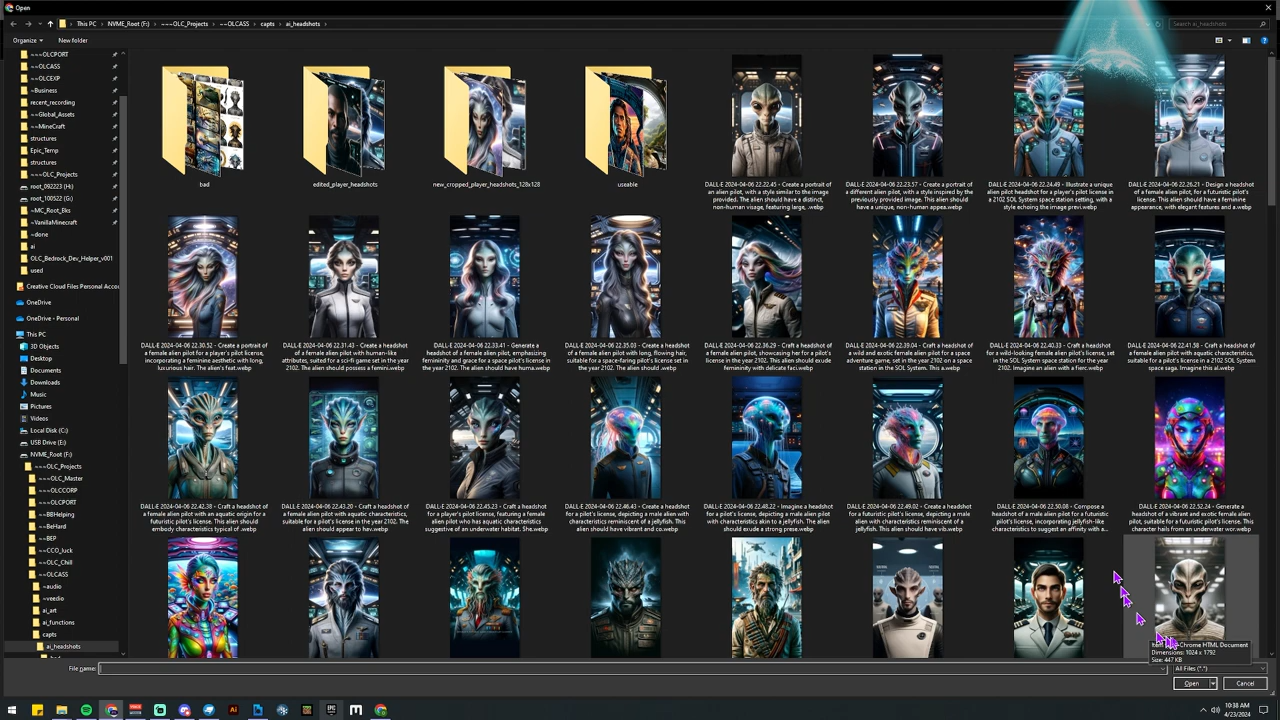 Open
This PC > NVME_Root (F:) > ~~~OLC_Projects > ~~OLCASS > capts > ai_headshots
Search ai_headshots
Organize
New folder
~~OLCPORT
~~OLCASS
~~OLCEXP
~Business
recent_recording
~~Global_Assets
~~MineCraft
structures
Epic_Temp
structures
~~OLC_Projects
root_092223 (H:)
root_100522 (G:)
~MC_Root_Bks
~VanillaMinecraft
~done
ai
OLC_Bedrock_Dev_Helper_v001
used
Creative Cloud Files Personal Accou
OneDrive
OneDrive - Personal
This PC
3D Objects
Desktop
Documents
Downloads
Music
Pictures
Videos
Local Disk (C:)
USB Drive (E:)
NVME_Root (F:)
~~~OLC_Projects
~~~OLC_Master
~~~OLCCORP
~~~OLCPORT
~~BBHelping
~~BeHard
~~BEP
~~CCO_luck
~~OLC_Chill
~~OLCASS
~audio
~veedio
ai_art
ai_functions
capts
ai_headshots
bad
edited_player_headshots
new_cropped_player_headshots_128x128
useable
DALL·E 2024-04-06 22.22.45 - Create a portrait
of an alien pilot, with a style similar to the image
provided. The alien should have a distinct,
non-human visage, featuring large, .webp
DALL·E 2024-04-06 22.23.57 - Create a portrait of
a different alien pilot, with a style inspired by the
previously provided image. This alien should
have a unique, non-human appea.webp
DALL·E 2024-04-06 22.24.49 - Illustrate a unique
alien pilot headshot for a player's pilot license in
a 2102 SOL System space station setting, with a
style echoing the image previ.webp
DALL·E 2024-04-06 22.26.21 - Design a headshot
of an alien pilot, for a futuristic pilot's
license. This alien should have a feminine
appearance, with elegant features and a.webp
DALL·E 2024-04-06 22.30.52 - Create a portrait of
a female alien pilot for a player's pilot license,
incorporating a feminine aesthetic with long,
luxurious hair. The alien's feat.webp
DALL·E 2024-04-06 22.31.43 - Create a headshot
of a female alien pilot with human-like
attributes, suited for a sci-fi game set in the year
2102. The alien should possess a femini.webp
DALL·E 2024-04-06 22.33.41 - Generate a
headshot of a female alien pilot, emphasizing
femininity and grace for a space pilot's license in
the year 2102. The alien should have huma.webp
DALL·E 2024-04-06 22.35.03 - Create a headshot
of a female alien pilot with long, flowing hair,
suitable for a space-faring pilot's license set in
the year 2102. The alien should.webp
DALL·E 2024-04-06 22.36.29 - Craft a headshot
of a female alien pilot, showcasing her for a
pilot's license. This alien should exude
femininity with delicate faci.webp
DALL·E 2024-04-06 22.39.04 - Craft a headshot of
a wild and exotic female alien pilot for a space
adventure game, set in the year 2102 on a space
station in the SOL System. This a.webp
DALL·E 2024-04-06 22.40.33 - Craft a headshot
for a wild-looking female alien pilot's license, set
in the SOL System space station for the year
2102. Imagine an alien with a fierc.webp
DALL·E 2024-04-06 22.41.58 - Craft a headshot of
a female alien pilot with aquatic characteristics,
suitable for a pilot's license in a 2102 SOL System
space saga. Imagine this al.webp
DALL·E 2024-04-06 22.42.38 - Craft a headshot of
a female alien pilot with an aquatic origin for a
futuristic pilot's license. This alien should
embody characteristics typical of .webp
DALL·E 2024-04-06 22.43.20 - Craft a headshot of
a female alien pilot with aquatic characteristics,
suitable for a pilot's license in the year 2102. The
alien should appear to hav.webp
DALL·E 2024-04-06 22.45.23 - Craft a headshot
for a player's pilot license, featuring a female
alien pilot who has aquatic characteristics
suggestive of an underwater habitat. She.webp
DALL·E 2024-04-06 22.46.43 - Create a headshot
for a pilot's license, depicting a male alien with
characteristics reminiscent of a jellyfish. The
alien should have vibrant and co.webp
DALL·E 2024-04-06 22.48.22 - Imagine a
headshot of a male alien pilot with
characteristics akin to a jellyfish. The alien
should exude a strong prese.webp
DALL·E 2024-04-06 22.49.02 - Create a headshot
for a futuristic pilot's license, depicting a male
alien with characteristics reminiscent of a
jellyfish. This alien should have vib.webp
DALL·E 2024-04-06 22.50.08 - Compose a
headshot of a male alien pilot for a futuristic
pilot's license, incorporating jellyfish-like
characteristics to suggest an affinity with a...
DALL·E 2024-04-06 22.52.24 - Generate a
headshot of a vibrant and exotic female alien
pilot, suitable for a futuristic pilot's license. This
character hails from an underwater wor.webp
Chrome HTML Document
Dimensions: 1024 x 1792
Size: 447 KB
File name:
All Files (*.*)
Open
Cancel
10:38 AM
4/23/2024